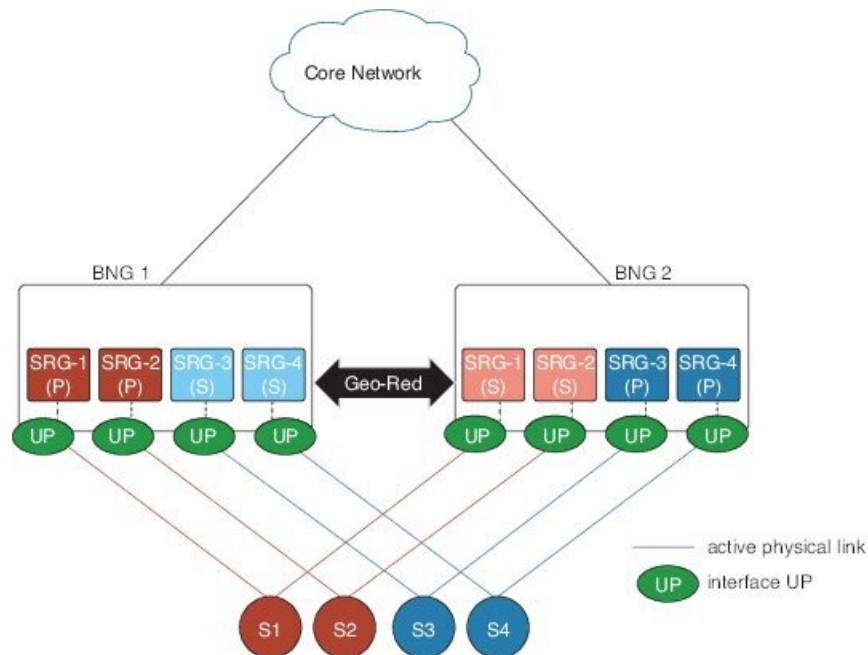 Core Network
BNG 1
BNG 2
SRG-1
(P)
SRG-2
(P)
SRG-3
(S)
SRG-4
(S)
Geo-Red
SRG-1
(S)
SRG-2
(S)
SRG-3
(P)
SRG-4
(P)
UP
UP
UP
UP
UP
UP
UP
UP
active physical link
UP
interface UP
S1
S2
S3
S4